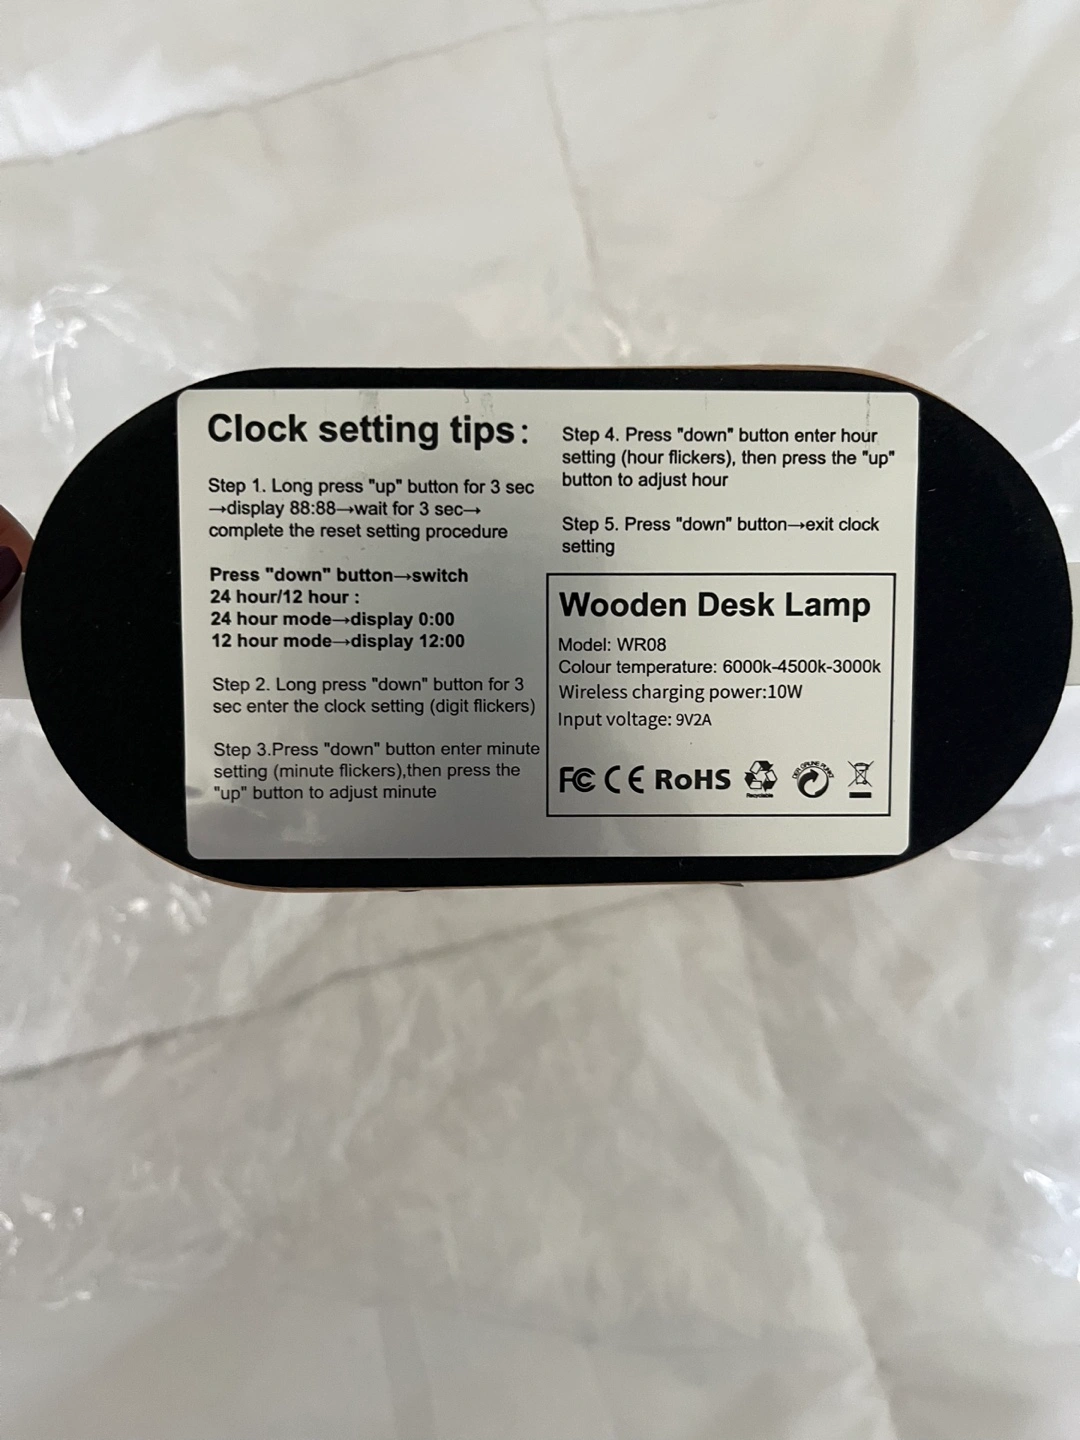 Clock setting tips:
Step 1. Long press "up" button for 3 sec
→display 88:88→wait for 3 sec→
complete the reset setting procedure
Press "down" button→switch
24 hour/12 hour :
24 hour mode→display 0:00
12 hour mode→display 12:00
Step 2. Long press "down" button for 3
sec enter the clock setting (digit flickers)
Step 3.Press "down" button enter minute
setting (minute flickers),then press the
"up" button to adjust minute
Step 4. Press "down" button enter hour
setting (hour flickers), then press the "up"
button to adjust hour
Step 5. Press "down" button→exit clock
setting
Wooden Desk Lamp
Model: WR08
Colour temperature: 6000k-4500k-3000k
Wireless charging power:10W
Input voltage: 9V2A
FC CE RoHS
Recyclable
DER GRÜNE PUNKT